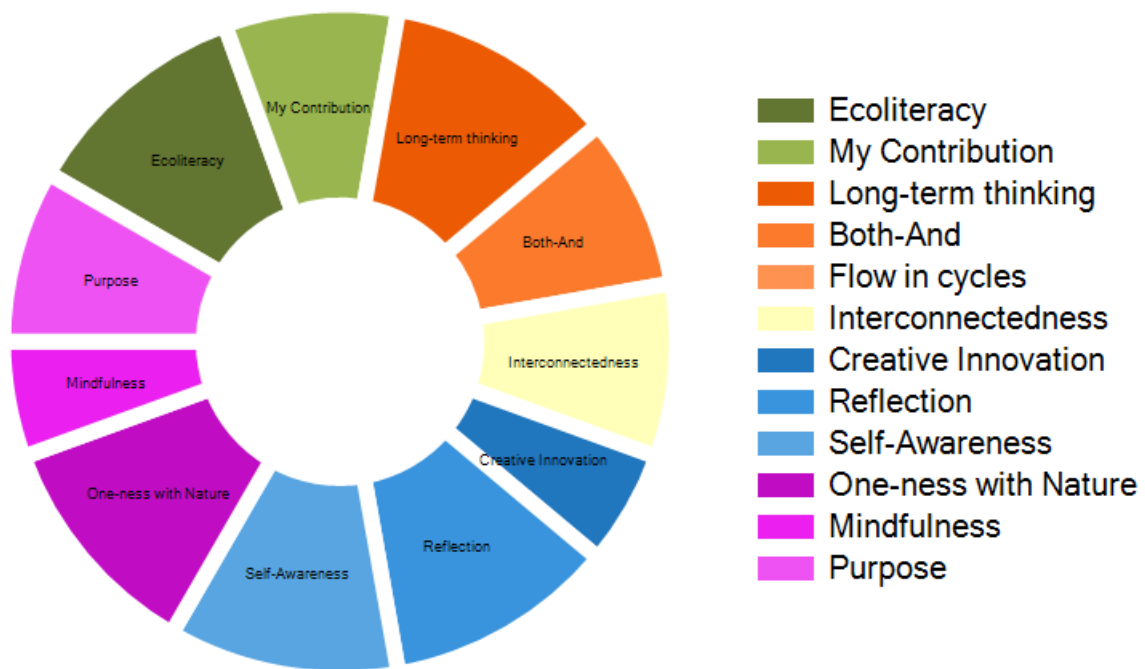 My Contribution
Long-term thinking
Ecoliteracy
Both-And
Purpose
Interconnectedness
Mindfulness
Creative Innovation
One-ness with Nature
Reflection
Self-Awareness
Ecoliteracy
My Contribution
Long-term thinking
Both-And
Flow in cycles
Interconnectedness
Creative Innovation
Reflection
Self-Awareness
One-ness with Nature
Mindfulness
Purpose